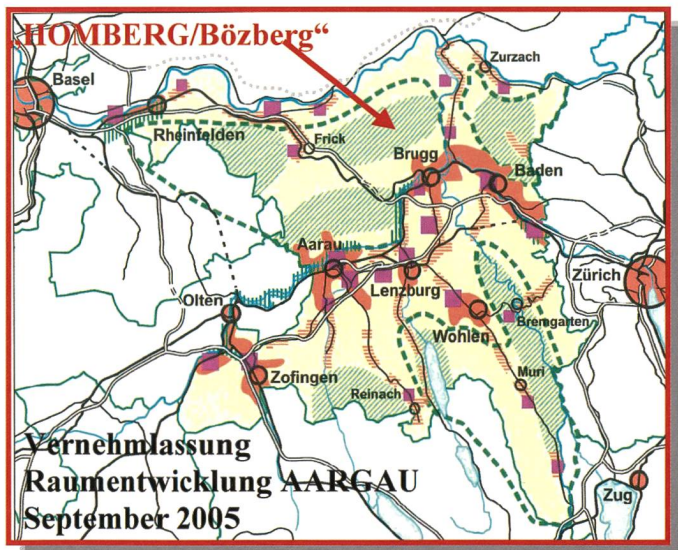 „HOMBERG/Bözberg“
Zurzach
Basel
Rheinfelden
Frick
Brugg
Baden
Aarau
Zürich
Lenzburg
Olten
Bremgarten
Wohlen
Muri
Zofingen
Reinach
Vernehmlassung
Raumentwicklung AARGAU
September 2005
Zug